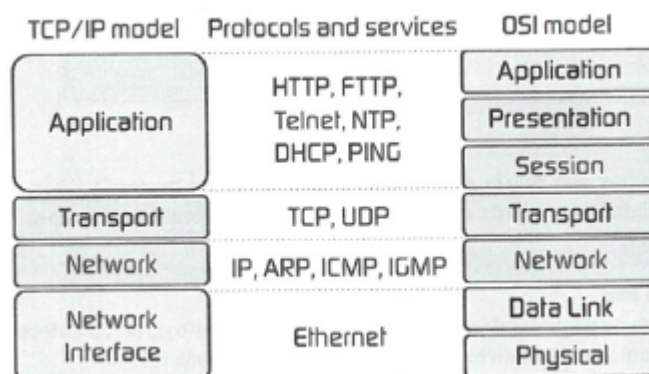 TCP/IP model Protocols and services OSI model
Application
HTTP, FTTP,
Telnet, NTP,
DHCP, PING
Application
Presentation
Session
Transport TCP, UDP Transport
Network IP, ARP, ICMP, IGMP Network
Network
Interface
Ethernet
Data Link
Physical